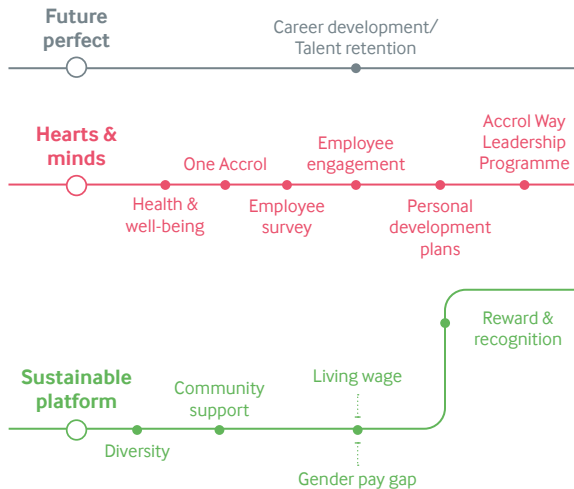 Future
perfect
Career development/
Talent retention
Hearts &
minds
Health &
well-being
One Accrol
Employee
survey
Employee
engagement
Personal
development
plans
Accrol Way
Leadership
Programme
Sustainable
platform
Diversity
Community
support
Living wage
Gender pay gap
Reward &
recognition